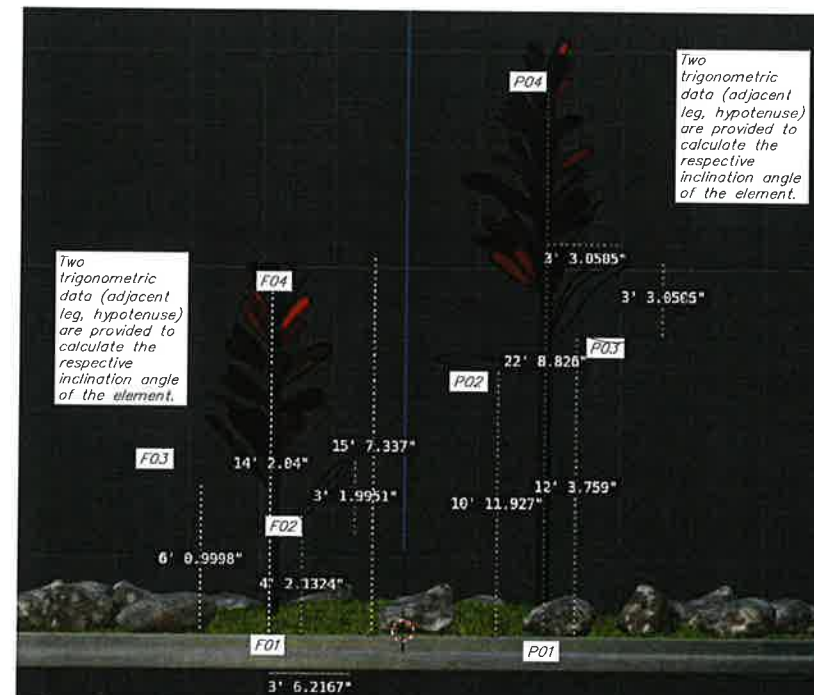 P04
Two
trigonometric
data (adjacent
leg, hypotenuse)
are provided to
calculate the
respective
inclination angle
of the element.
3' 3.0585"
Two
trigonometric
data (adjacent
leg, hypotenuse)
are provided to
calculate the
respective
inclination angle
of the element.
F04
3' 3.0585"
P03
22' 8.826"
P02
15' 7.337"
F03
14' 2.04"
3' 1.9951"
12' 3.759"
10' 11.927"
F02
6' 0.9998"
4' 2.1324"
F01
P01
3' 6.2167"